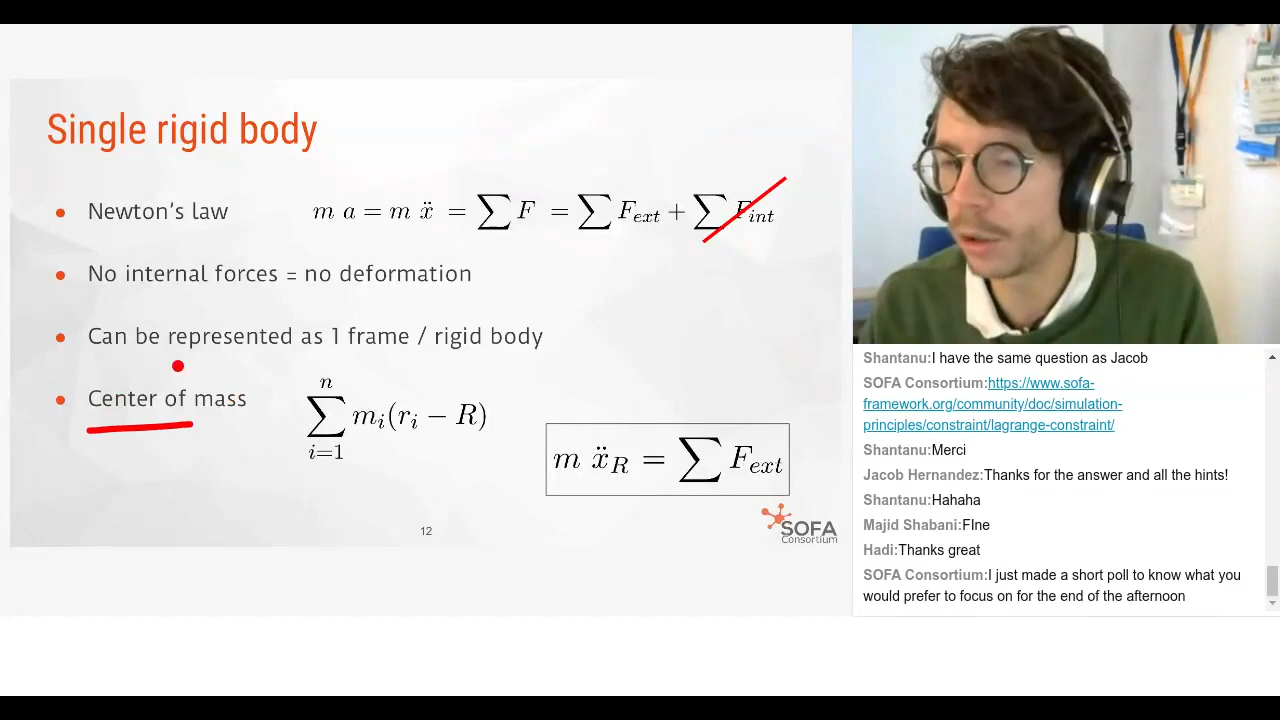 Single rigid body
Newton's law
m a = m ẍ = ∑ F = ∑ F_ext + ∑ F_int
No internal forces = no deformation
Can be represented as 1 frame / rigid body
Center of mass
n
∑ m_i(r_i − R)
i=1
m ẍ_R = ∑ F_ext
12
SOFA
Consortium
Shantanu:I have the same question as Jacob
SOFA Consortium:https://www.sofa-
framework.org/community/doc/simulation-
principles/constraint/lagrange-constraint/
Shantanu:Merci
Jacob Hernandez:Thanks for the answer and all the hints!
Shantanu:Hahaha
Majid Shabani:FIne
Hadi:Thanks great
SOFA Consortium:I just made a short poll to know what you
would prefer to focus on for the end of the afternoon